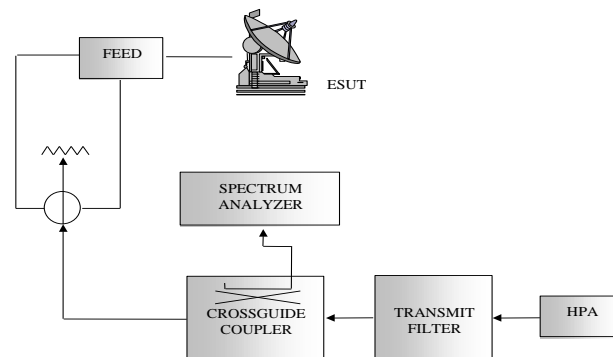 FEED
ESUT
SPECTRUM
ANALYZER
CROSSGUIDE
COUPLER
TRANSMIT
FILTER
HPA